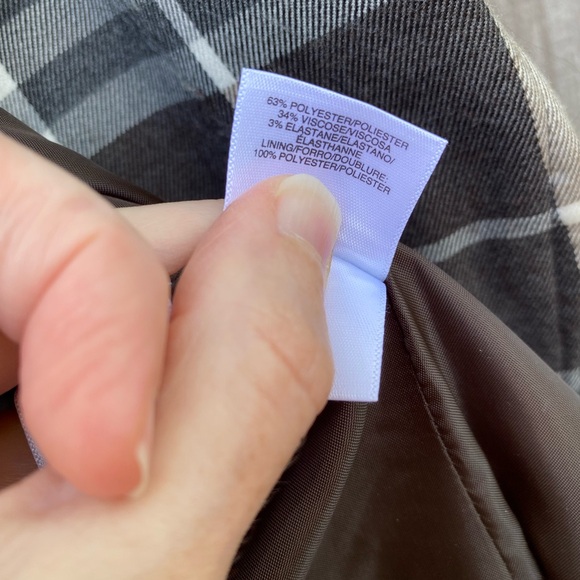 63% POLYESTER/POLIESTER
34% VISCOSE/VISCOSA
3% ELASTANE/ELASTANO/
ÉLASTHANNE
LINING/FORRO/DOUBLURE:
100% POLYESTER/POLIESTER